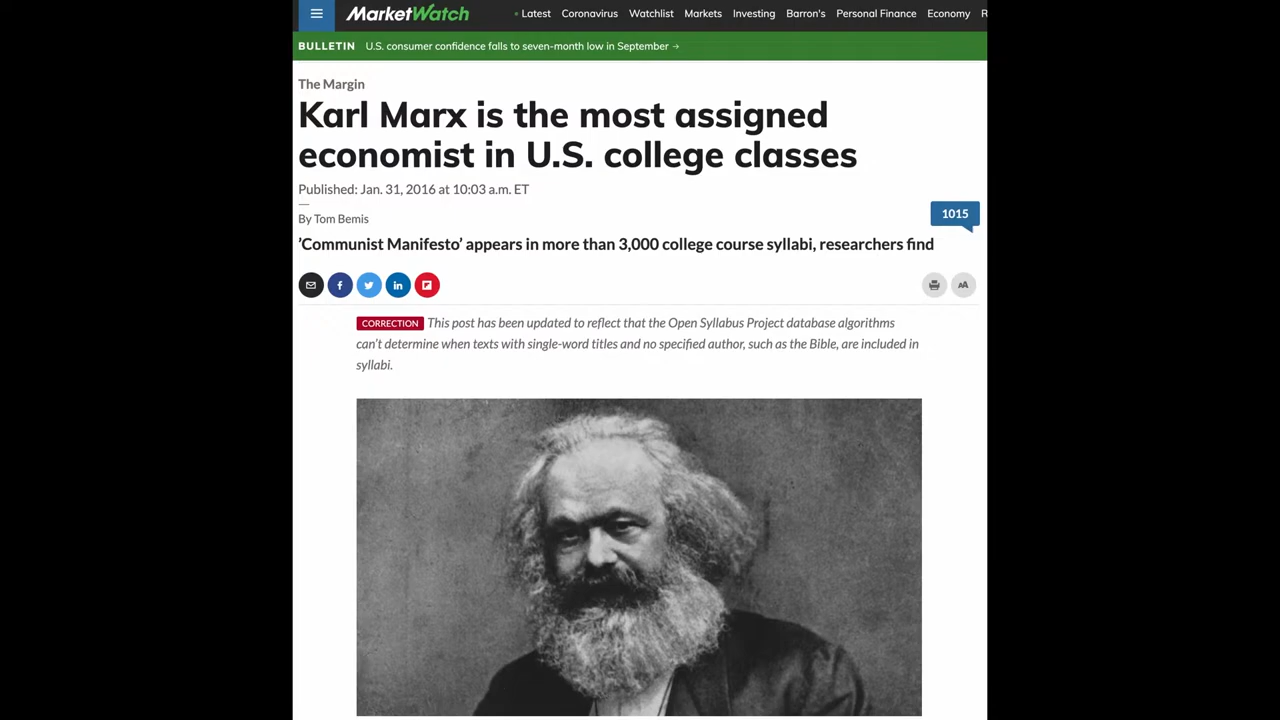 MarketWatch
Latest Coronavirus Watchlist Markets Investing Barron's Personal Finance Economy R
BULLETIN U.S. consumer confidence falls to seven-month low in September →
The Margin
Karl Marx is the most assigned
economist in U.S. college classes
Published: Jan. 31, 2016 at 10:03 a.m. ET
By Tom Bemis
1015
'Communist Manifesto' appears in more than 3,000 college course syllabi, researchers find
AA
CORRECTION This post has been updated to reflect that the Open Syllabus Project database algorithms
can't determine when texts with single-word titles and no specified author, such as the Bible, are included in
syllabi.